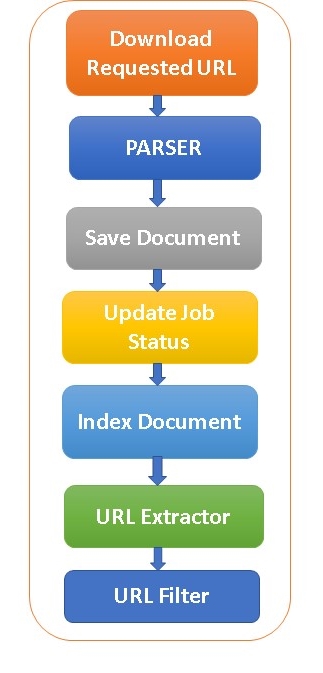 Download
Requested URL
PARSER
Save Document
Update Job
Status
Index Document
URL Extractor
URL Filter